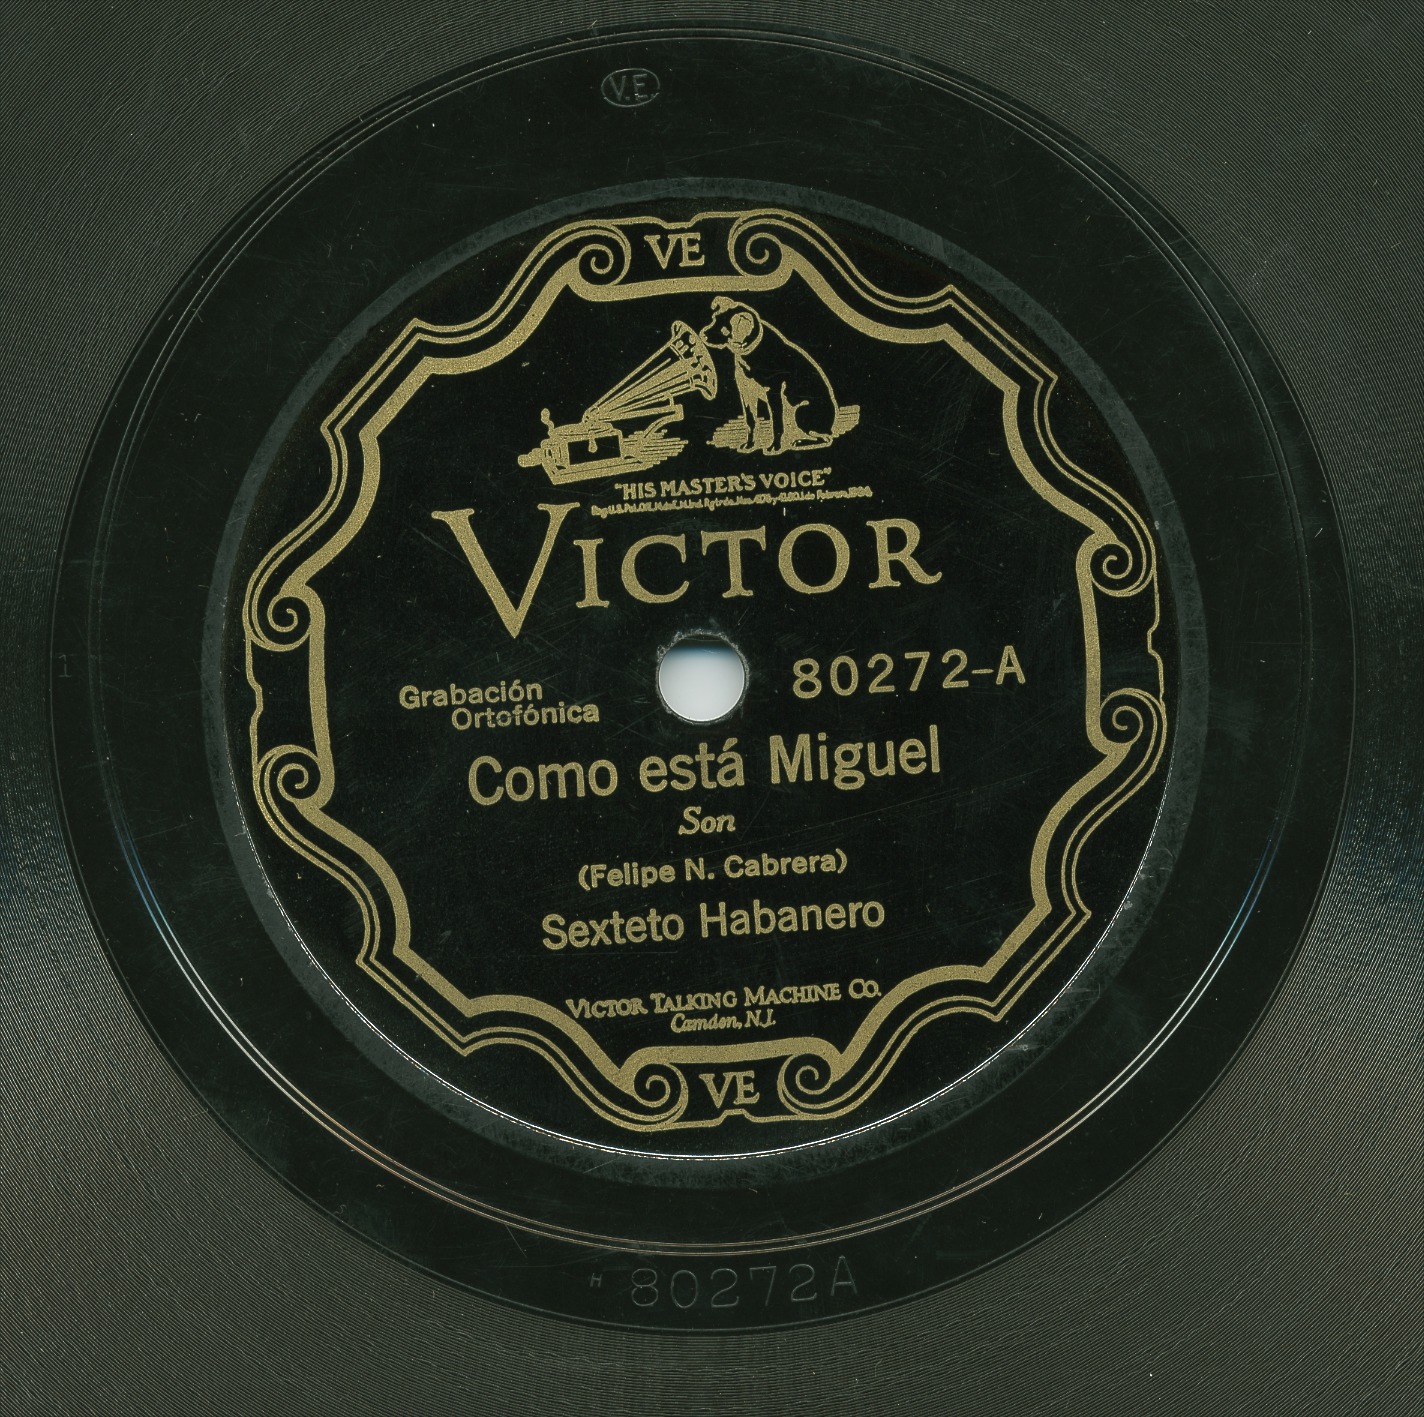 V.E.
VE
"HIS MASTER'S VOICE"
VICTOR
80272-A
Grabación
Ortofónica
Como está Miguel
Son
(Felipe N. Cabrera)
Sexteto Habanero
VICTOR TALKING MACHINE CO.
Camden, N.J.
VE
1
H 80272A